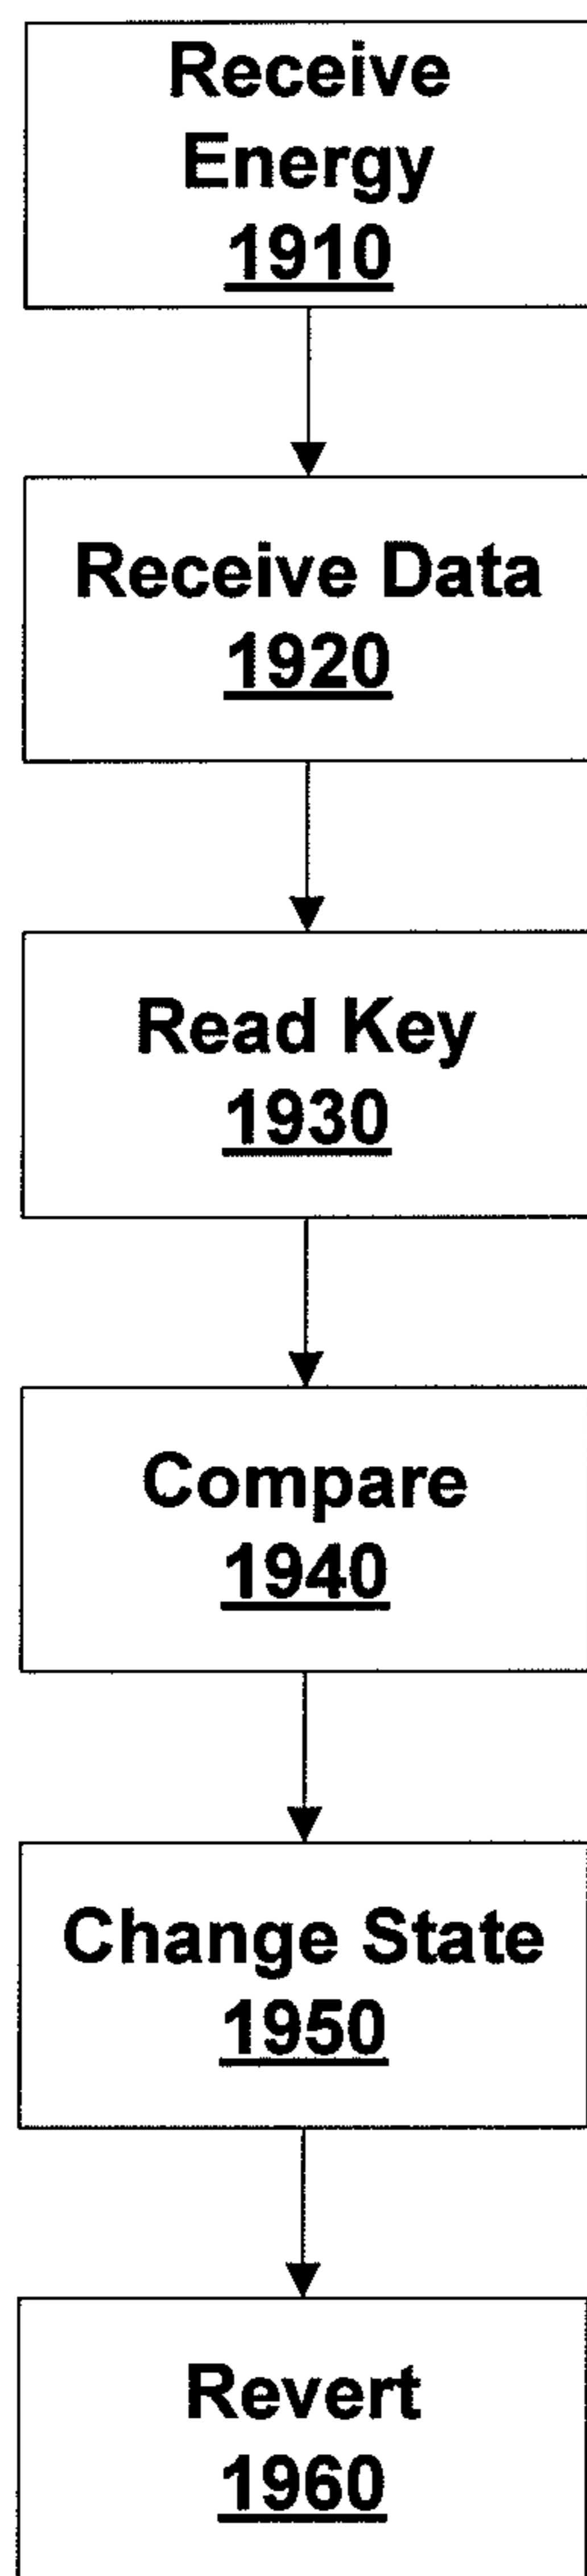 Receive
Energy
1910
Receive Data
1920
Read Key
1930
Compare
1940
Change State
1950
Revert
1960